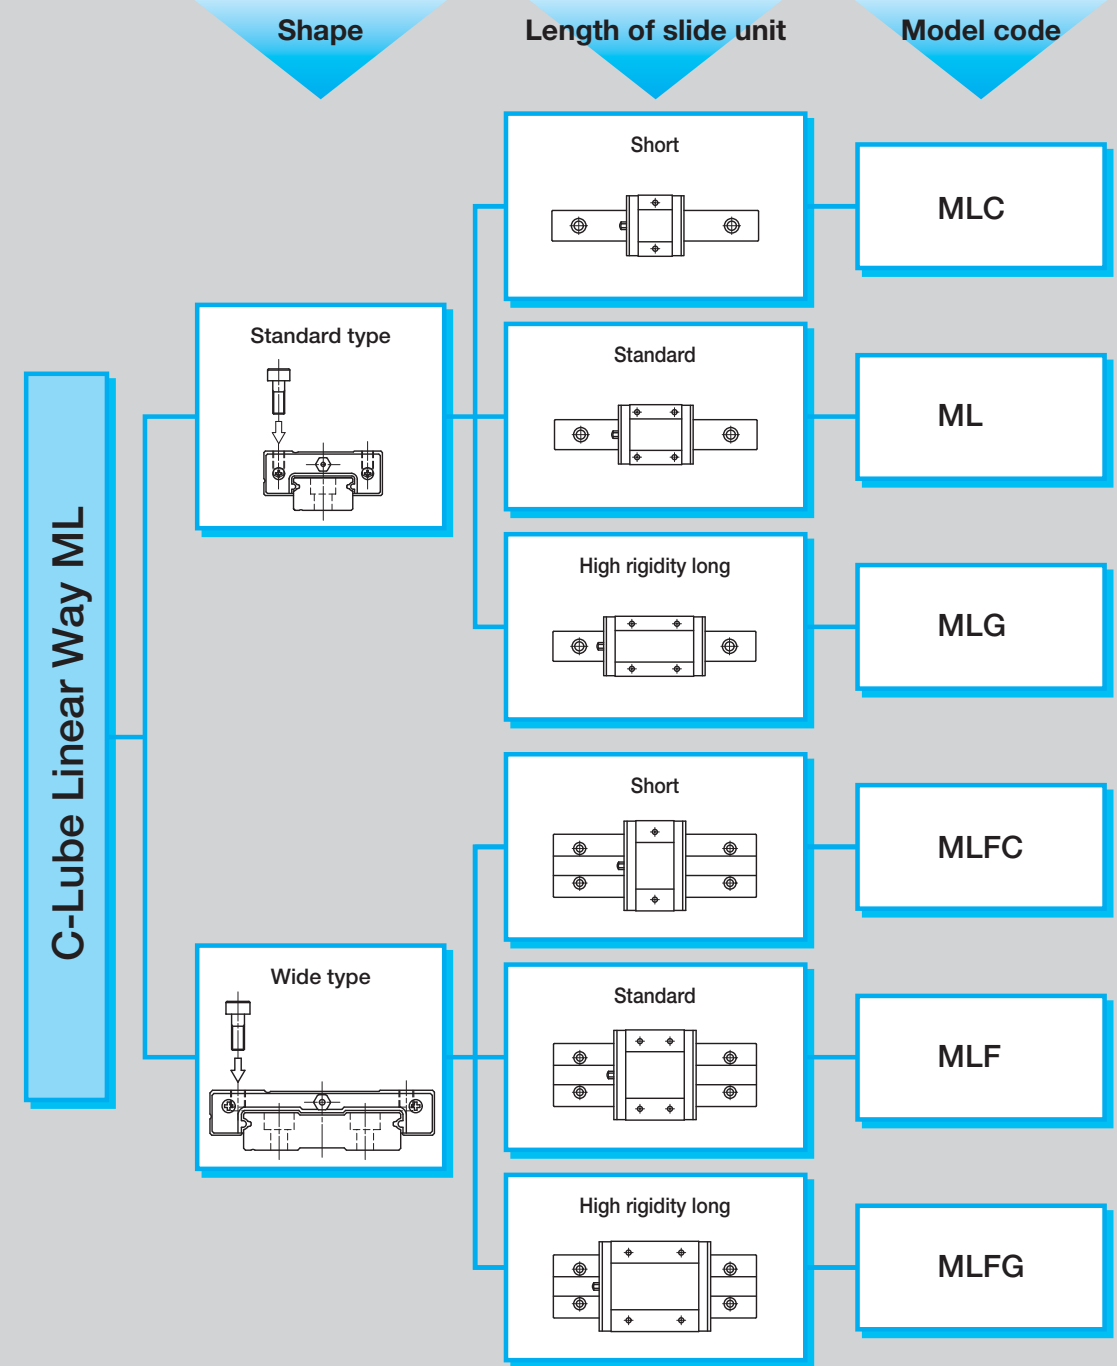 Shape
Length of slide unit
Model code
C-Lube Linear Way ML
Standard type
Short
MLC
Standard
ML
High rigidity long
MLG
Wide type
Short
MLFC
Standard
MLF
High rigidity long
MLFG